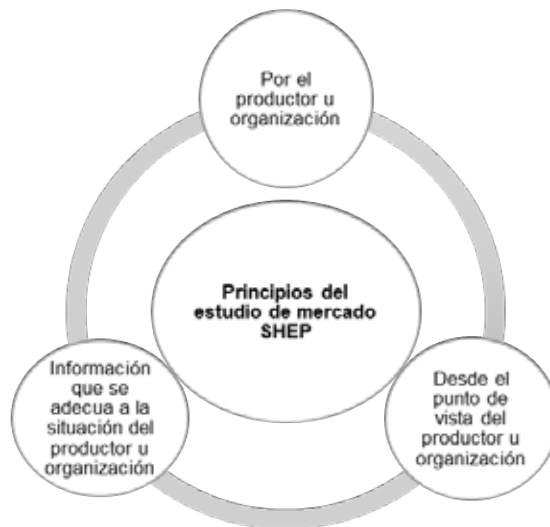 Por el
productor u
organización
Principios del
estudio de mercado
SHEP
Información
que se
adecua a la
situación del
productor u
organización
Desde el
punto de
vista del
productor u
organización